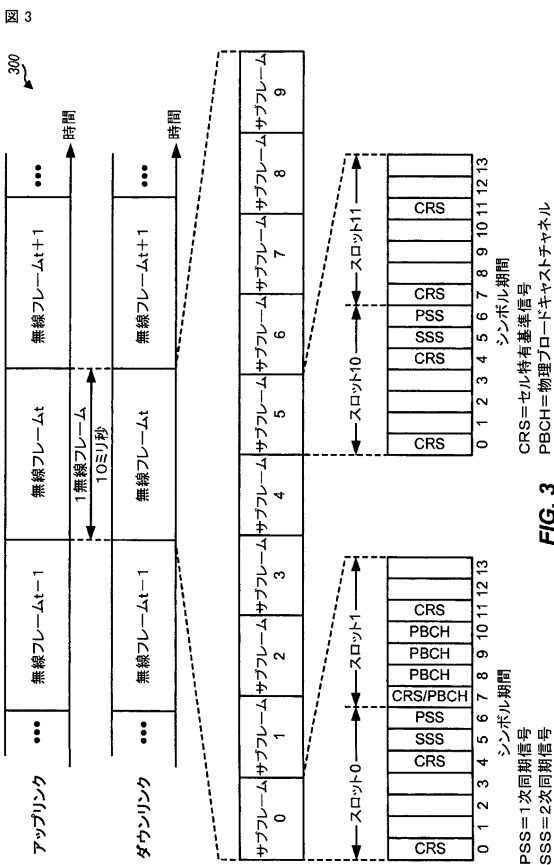 図 3
300
アップリンク
••• 無線フレームt−1 無線フレームt 無線フレームt+1 •••
時間
1無線フレーム
10ミリ秒
ダウンリンク
••• 無線フレームt−1 無線フレームt 無線フレームt+1 •••
時間
サブフレーム 0 サブフレーム 1 サブフレーム 2 サブフレーム 3 サブフレーム 4 サブフレーム 5 サブフレーム 6 サブフレーム 7 サブフレーム 8 サブフレーム 9
スロット0 スロット1
CRS CRS SSS PSS CRS/PBCH PBCH PBCH PBCH CRS
0 1 2 3 4 5 6 7 8 9 10 11 12 13
シンボル期間
スロット10 スロット11
CRS CRS SSS PSS CRS CRS
0 1 2 3 4 5 6 7 8 9 10 11 12 13
シンボル期間
PSS=1次同期信号
SSS=2次同期信号
CRS=セル特有基準信号
PBCH=物理ブロードキャストチャネル
FIG. 3